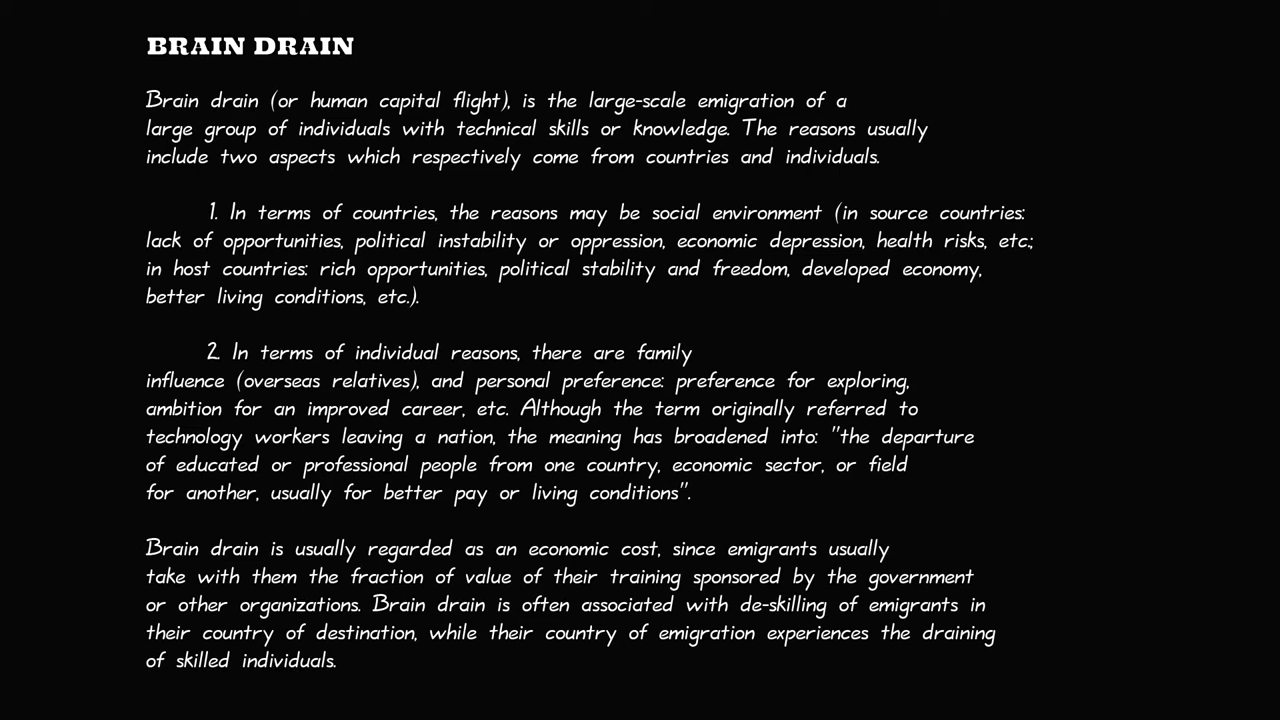 BRAIN DRAIN
Brain drain (or human capital flight), is the large-scale emigration of a
large group of individuals with technical skills or knowledge. The reasons usually
include two aspects which respectively come from countries and individuals.
1. In terms of countries, the reasons may be social environment (in source countries:
lack of opportunities, political instability or oppression, economic depression, health risks, etc.;
in host countries: rich opportunities, political stability and freedom, developed economy,
better living conditions, etc.).
2. In terms of individual reasons, there are family
influence (overseas relatives), and personal preference: preference for exploring,
ambition for an improved career, etc. Although the term originally referred to
technology workers leaving a nation, the meaning has broadened into: "the departure
of educated or professional people from one country, economic sector, or field
for another, usually for better pay or living conditions".
Brain drain is usually regarded as an economic cost, since emigrants usually
take with them the fraction of value of their training sponsored by the government
or other organizations. Brain drain is often associated with de-skilling of emigrants in
their country of destination, while their country of emigration experiences the draining
of skilled individuals.